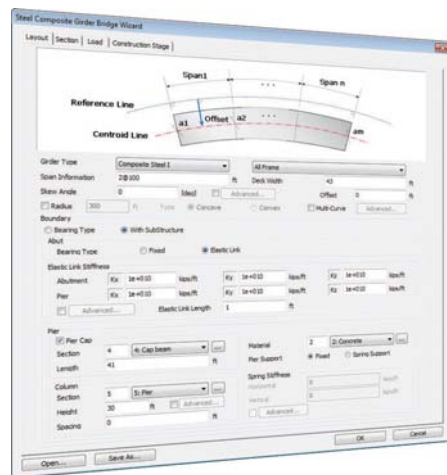 Steel Composite Girder Bridge Wizard
Layout | Section | Load | Construction Stage
Span1 ... Span n
Reference Line
a1 Offset a2 am
Centroid Line
Girder Type Composite Steel I All Frame
Span Information 2@100 ft Deck Width 43 ft
Skew Angle 0 [deg] Advanced... Offset 0 ft
Radius 300 ft Type Concave Convex Multi-Curve Advanced...
Boundary
Bearing Type With SubStructure
Abut
Bearing Type Fixed Elastic Link
Elastic Link Stiffness
Abutment Kx 1e+010 kips/ft Ky 1e+010 kips/ft Kz 1e+010 kips/ft
Pier Kx 1e+010 kips/ft Ky 1e+010 kips/ft Kz 1e+010 kips/ft
Advanced... Elastic Link Length 1 ft
Pier
Pier Cap
Section 4 4: Cap beam ... Material 2 2: Concrete ...
Length 41 ft Pier Support Fixed Spring Support
Column Spring Stiffness
Section 5 5: Pier ... Horizontal 0 kips/ft
Height 30 ft Advanced... Vertical 0 kips/ft
Spacing 0 ft Advanced...
Open... Save As... OK Cancel